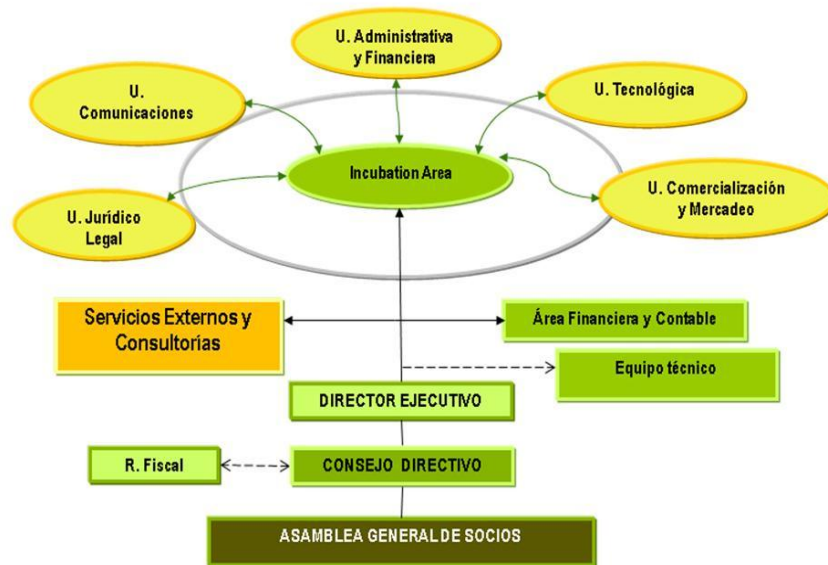 U. Administrativa
y Financiera
U.
Comunicaciones
U. Tecnológica
Incubation Area
U. Comercialización
y Mercadeo
U. Jurídico
Legal
Servicios Externos y
Consultorías
Área Financiera y Contable
Equipo técnico
DIRECTOR EJECUTIVO
R. Fiscal
CONSEJO DIRECTIVO
ASAMBLEA GENERAL DE SOCIOS